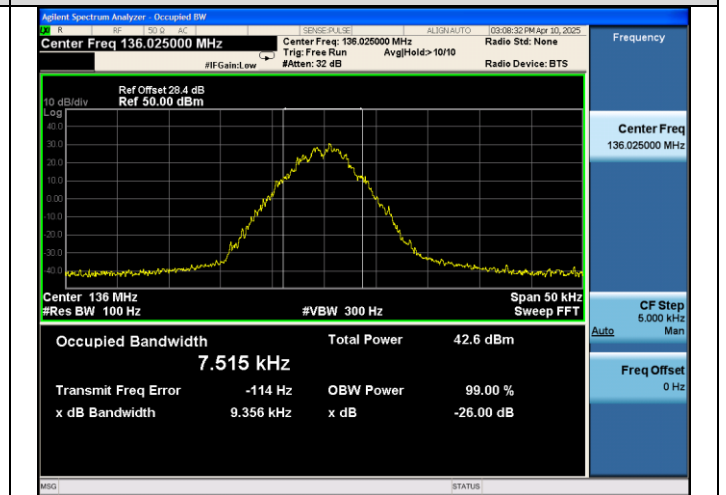 Agilent Spectrum Analyzer - Occupied BW
R RF 50 Ω AC SENSE:PULSE ALIGNAUTO 03:08:32 PM Apr 10, 2025
Center Freq 136.025000 MHz
Center Freq: 136.025000 MHz
Radio Std: None
Trig: Free Run Avg|Hold:> 10/10
#IFGain:Low #Atten: 32 dB Radio Device: BTS
Frequency
Ref Offset 28.4 dB
10 dB/div Ref 50.00 dBm
Log
40.0
30.0
20.0
10.0
0.00
-10.0
-20.0
-30.0
-40.0
Center 136 MHz Span 50 kHz
#Res BW 100 Hz #VBW 300 Hz Sweep FFT
Occupied Bandwidth Total Power 42.6 dBm
7.515 kHz
Transmit Freq Error -114 Hz OBW Power 99.00 %
x dB Bandwidth 9.356 kHz x dB -26.00 dB
Center Freq
136.025000 MHz
CF Step
5.000 kHz
Auto Man
Freq Offset
0 Hz
MSG STATUS